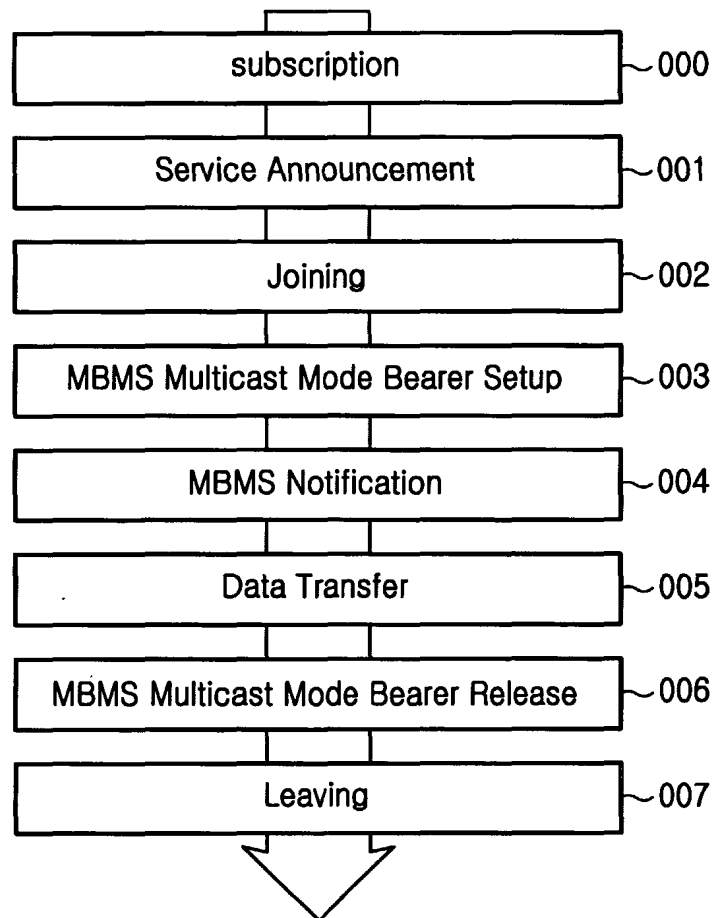 subscription 000
Service Announcement 001
Joining 002
MBMS Multicast Mode Bearer Setup 003
MBMS Notification 004
Data Transfer 005
MBMS Multicast Mode Bearer Release 006
Leaving 007